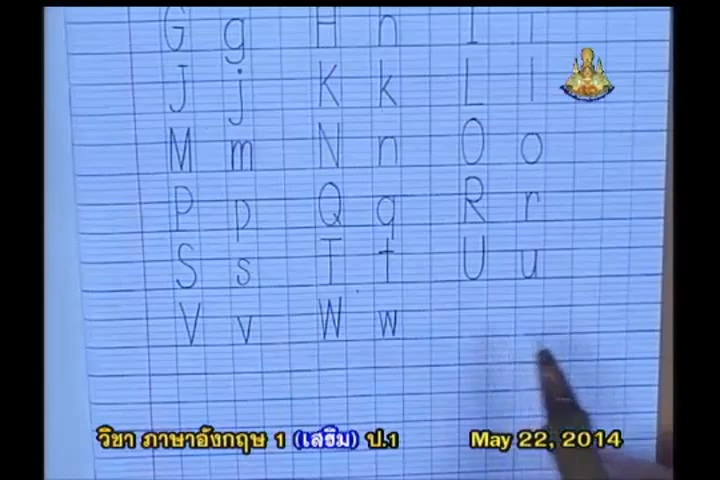 G g H h I i
J j K k L l
M m N n O o
P p Q q R r
S s T t U u
V v W w
วิชา ภาษาอังกฤษ 1 (เสริม) ป.1
May 22, 2014